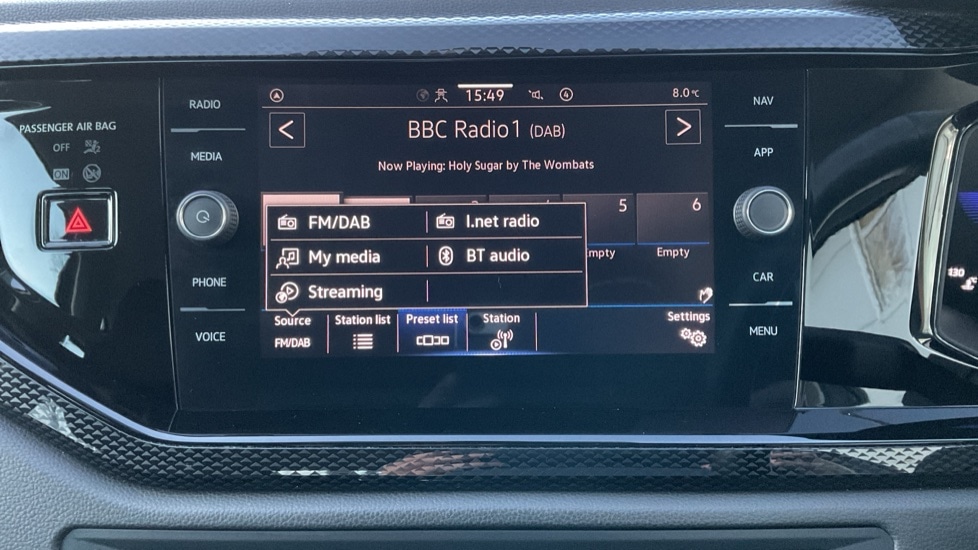 RADIO
MEDIA
PHONE
VOICE
PASSENGER AIR BAG
OFF
ON
15:49
4
8.0 °C
BBC Radio1 (DAB)
Now Playing: Holy Sugar by The Wombats
5
6
Empty
FM/DAB
I.net radio
My media
BT audio
Streaming
Source
FM/DAB
Station list
Preset list
Station
Settings
NAV
APP
CAR
MENU
130